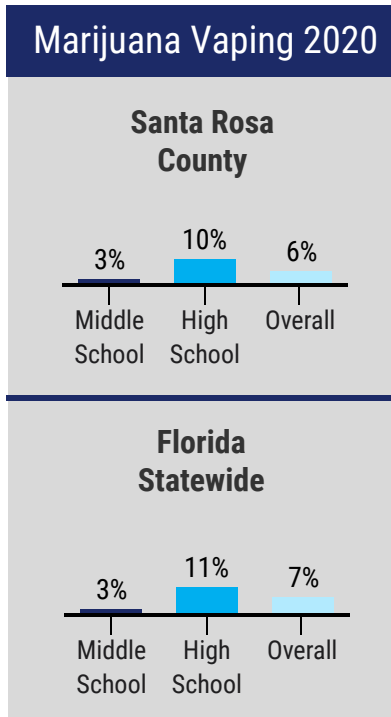 Marijuana Vaping 2020
Santa Rosa
County
3%
10%
6%
Middle
School
High
School
Overall
Florida
Statewide
3%
11%
7%
Middle
School
High
School
Overall